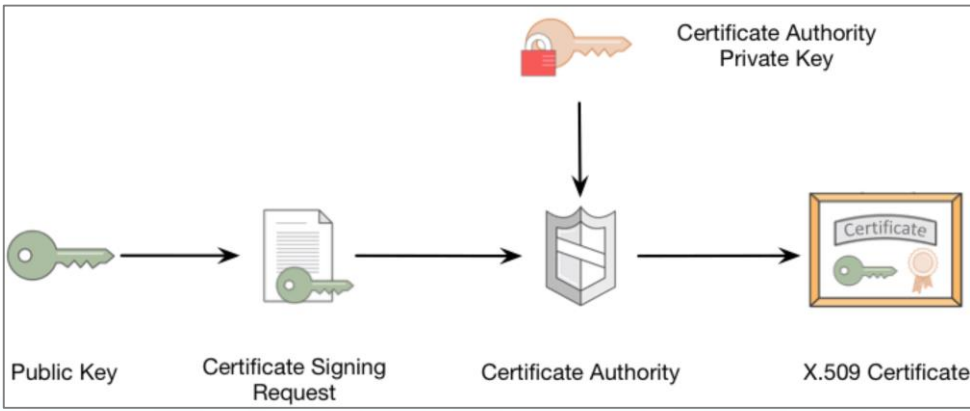 Certificate Authority
Private Key
Certificate
Public Key
Certificate Signing
Request
Certificate Authority
X.509 Certificate